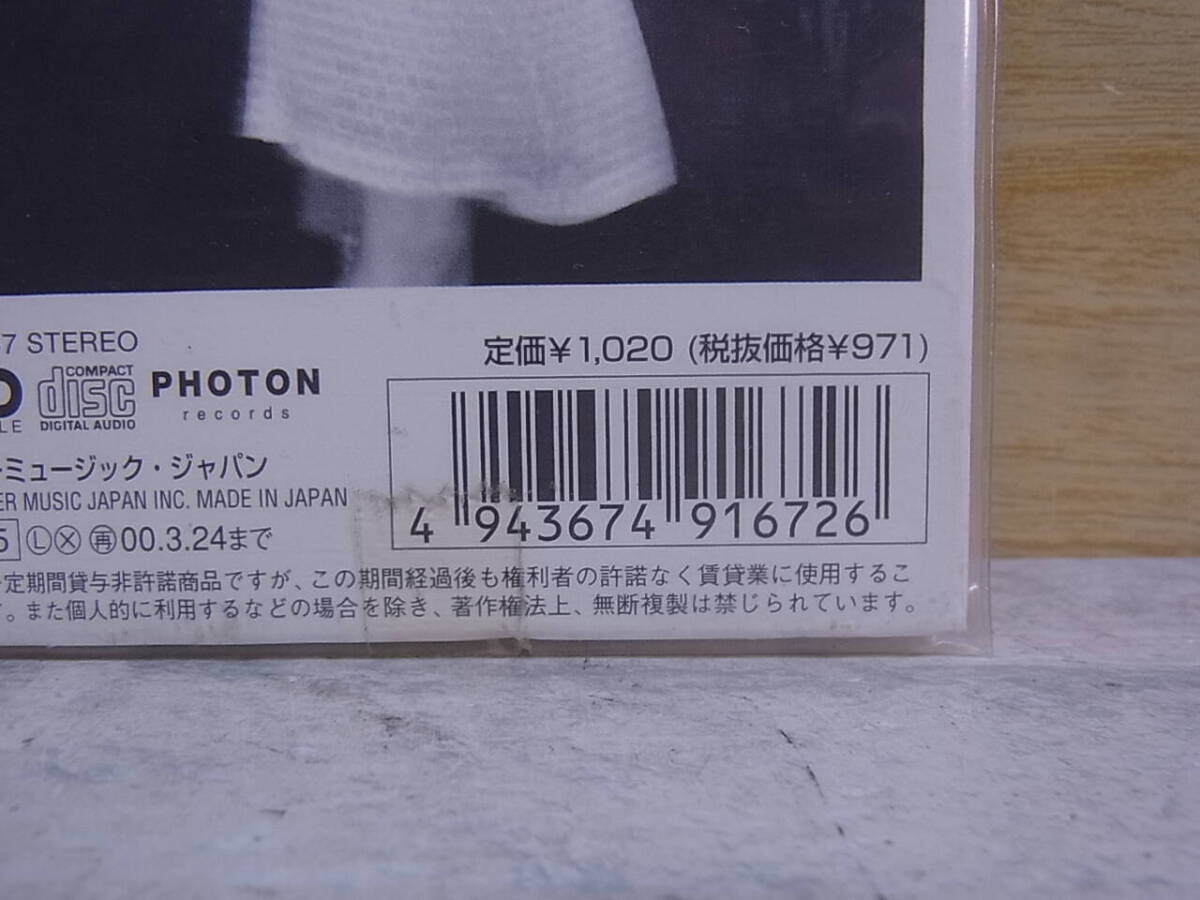 7 STEREO
定価¥1,020 (税抜価格¥971)
COMPACT
disc
DIGITAL AUDIO
PHOTON
records
LE
ーミュージック・ジャパン
ER MUSIC JAPAN INC. MADE IN JAPAN
4 943674 916726
Ⓛ Ⓧ ㊢00.3.24まで
定期間貸与非許諾商品ですが、この期間経過後も権利者の許諾なく賃貸業に使用するこ
。また個人的に利用するなどの場合を除き、著作権法上、無断複製は禁じられています。